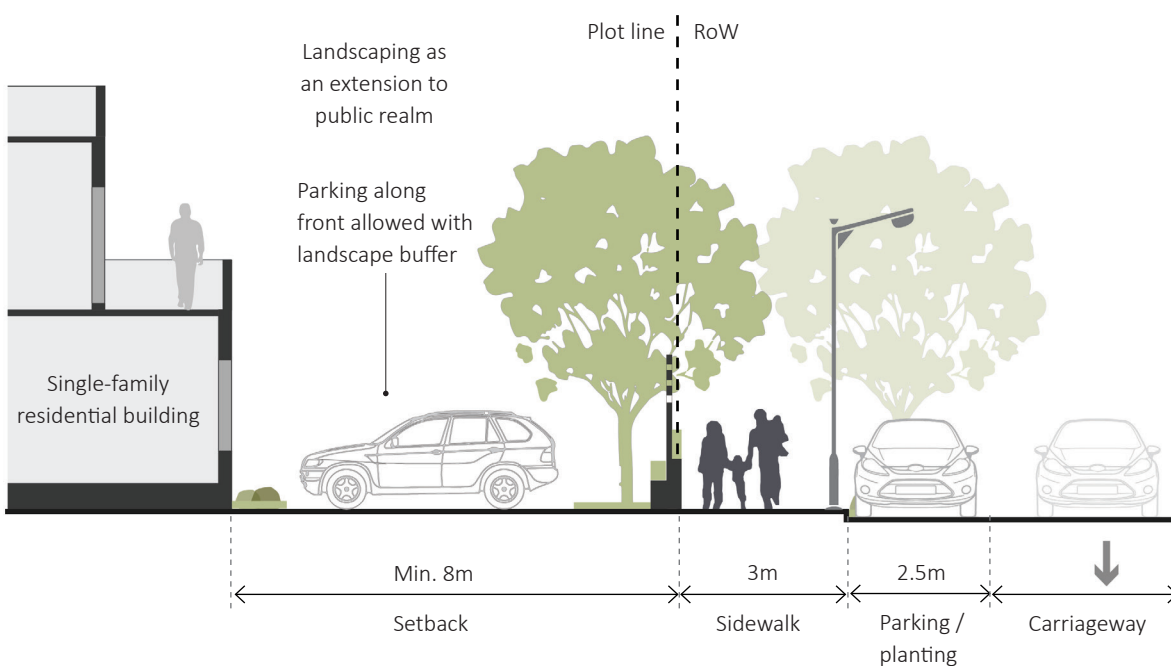 Plot line
RoW
Landscaping as
an extension to
public realm
Parking along
front allowed with
landscape buffer
Single-family
residential building
Min. 8m
3m
2.5m
Setback
Sidewalk
Parking /
planting
Carriageway